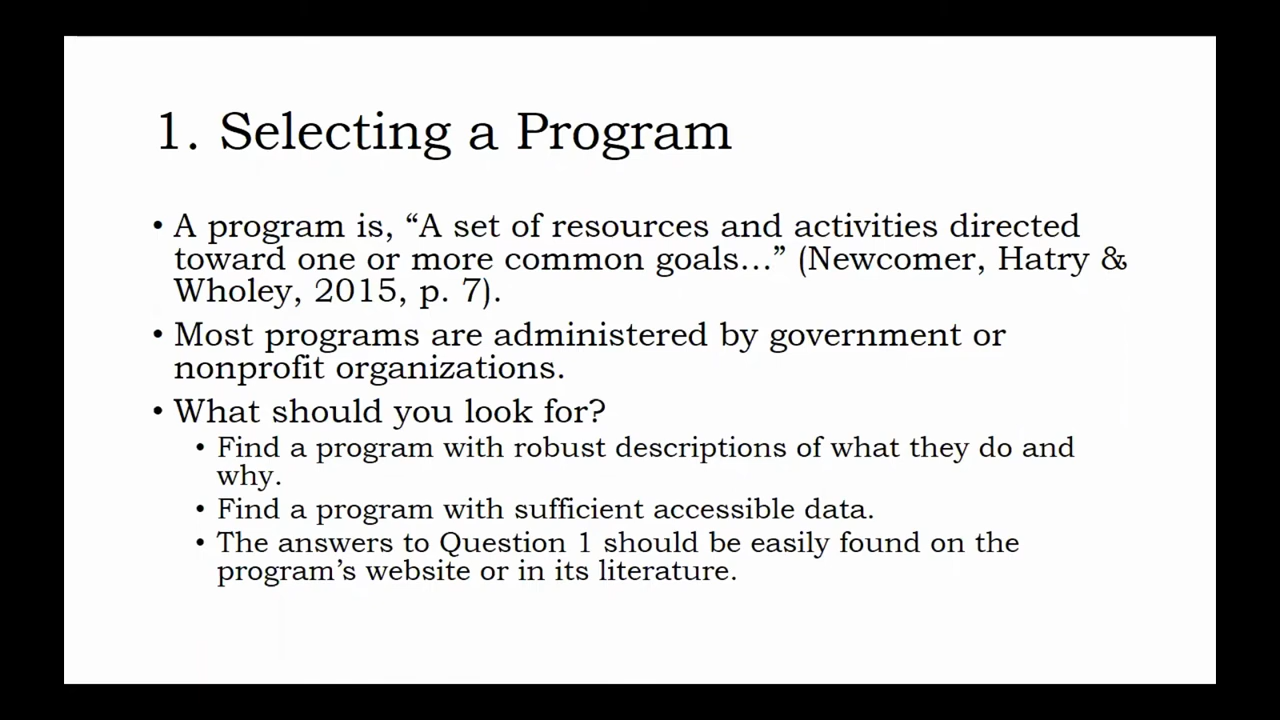 1. Selecting a Program
• A program is, “A set of resources and activities directed
toward one or more common goals…” (Newcomer, Hatry &
Wholey, 2015, p. 7).
• Most programs are administered by government or
nonprofit organizations.
• What should you look for?
• Find a program with robust descriptions of what they do and
why.
• Find a program with sufficient accessible data.
• The answers to Question 1 should be easily found on the
program’s website or in its literature.